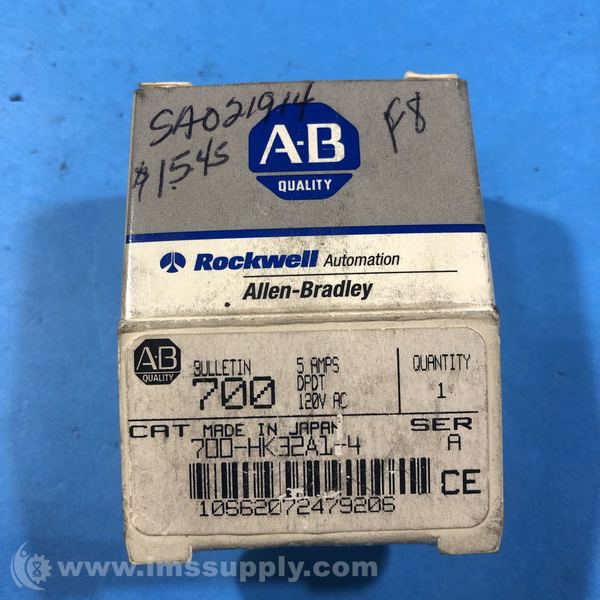 SA021914
$154s
F8
A-B
QUALITY
Rockwell Automation
Allen-Bradley
A-B
QUALITY
BULLETIN
700
5 AMPS
DPDT
120V AC
QUANTITY
1
CAT MADE IN JAPAN
700-HK32A1-4
SER
A
10662072479206
CE
www.imssupply.com